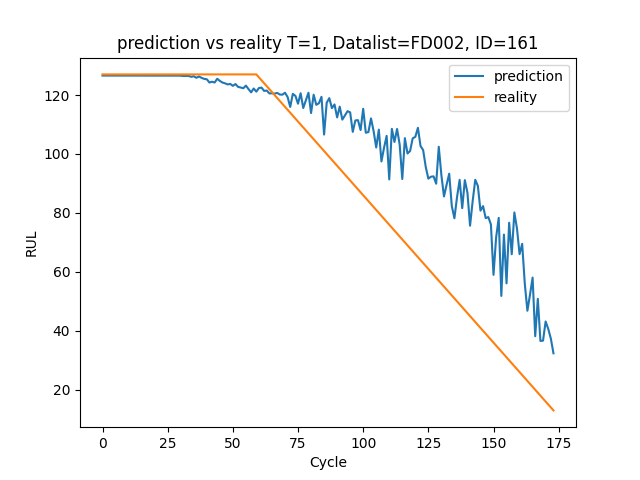 prediction vs reality T=1, Datalist=FD002, ID=161
prediction
reality
120
100
80
60
40
20
RUL
0 25 50 75 100 125 150 175
Cycle